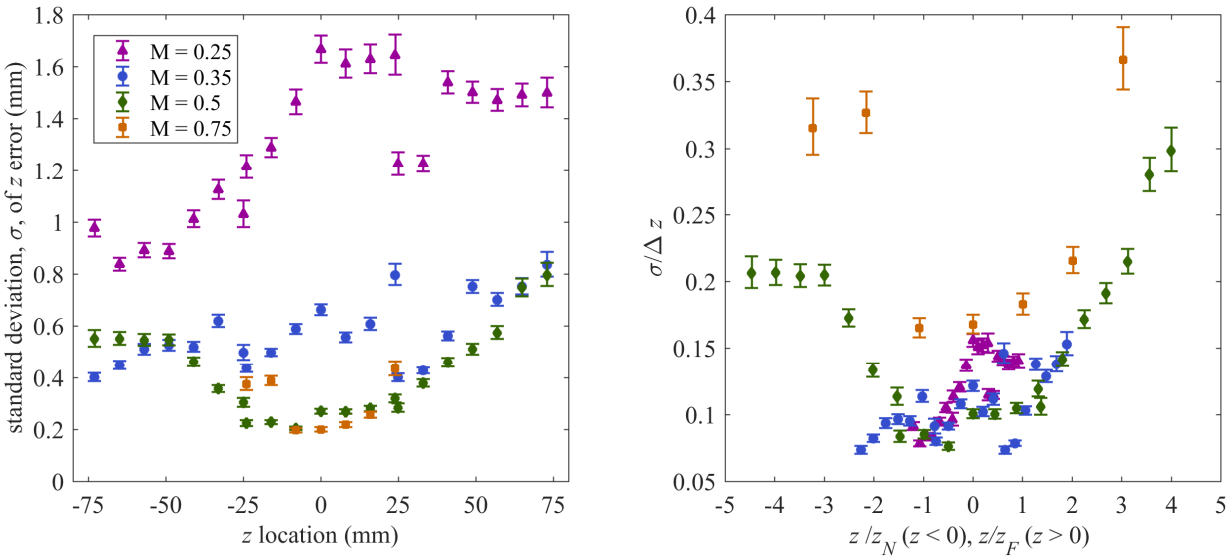 1.8
1.6
1.4
1.2
1
0.8
0.6
0.4
0.2
0
standard deviation, σ, of z error (mm)
M = 0.25
M = 0.35
M = 0.5
M = 0.75
-75 -50 -25 0 25 50 75
z location (mm)
0.4
0.35
0.3
0.25
0.2
0.15
0.1
0.05
σ/Δ z
-5 -4 -3 -2 -1 0 1 2 3 4 5
z /z_N (z < 0), z/z_F (z > 0)